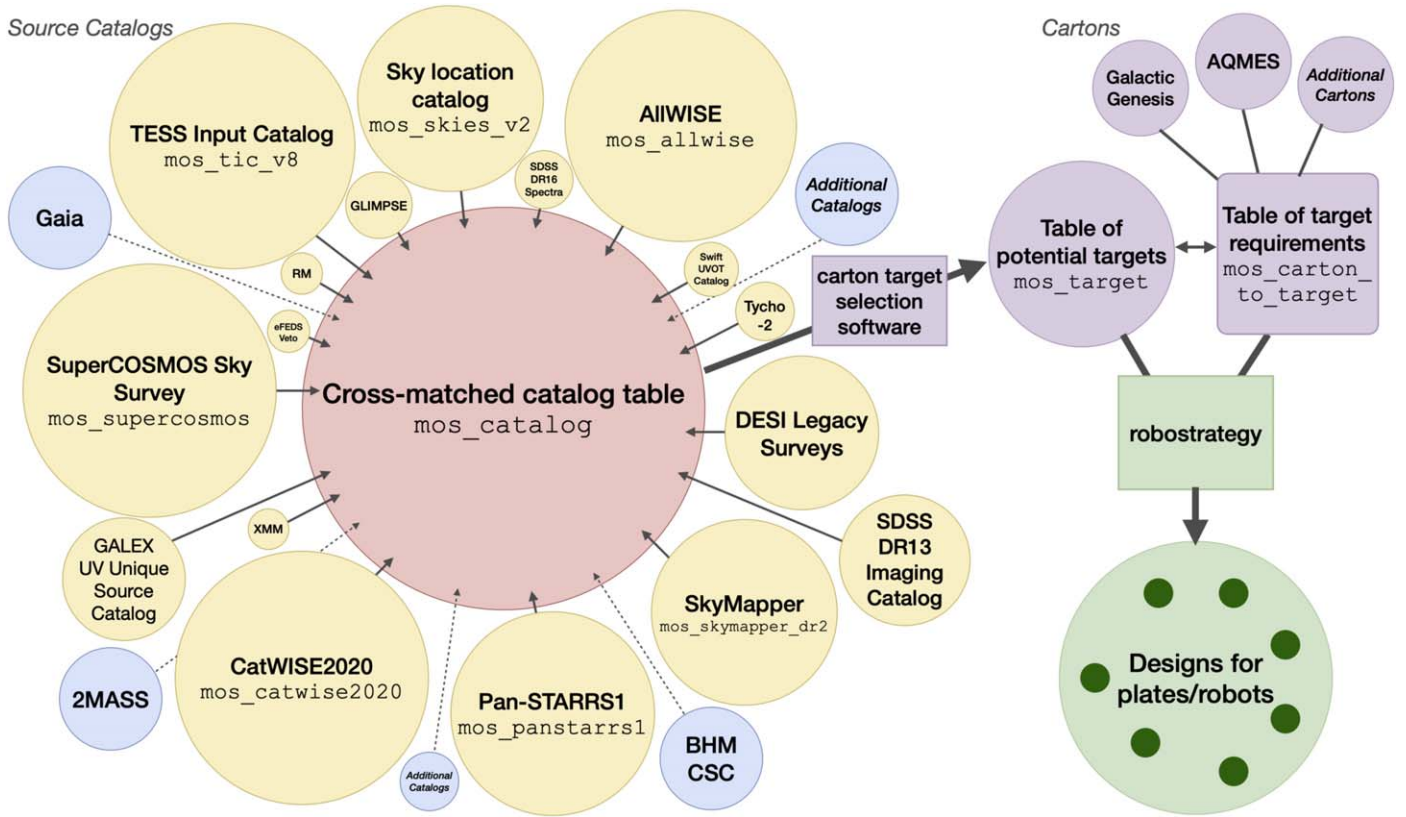 Source Catalogs
TESS Input Catalog
mos_tic_v8
Sky location
catalog
mos_skies_v2
AllWISE
mos_allwise
SDSS
DR16
Spectra
GLIMPSE
Gaia
Additional
Catalogs
RM
Swift
UVOT
Catalog
Tycho
-2
eFEDS
Veto
SuperCOSMOS Sky
Survey
mos_supercosmos
Cross-matched catalog table
mos_catalog
DESI Legacy
Surveys
GALEX
UV Unique
Source
Catalog
XMM
SDSS
DR13
Imaging
Catalog
SkyMapper
mos_skymapper_dr2
2MASS
CatWISE2020
mos_catwise2020
Pan-STARRS1
mos_panstarrs1
Additional
Catalogs
BHM
CSC
carton target
selection
software
Cartons
Galactic
Genesis
AQMES
Additional
Cartons
Table of
potential targets
mos_target
Table of target
requirements
mos_carton_
to_target
robostrategy
Designs for
plates/robots